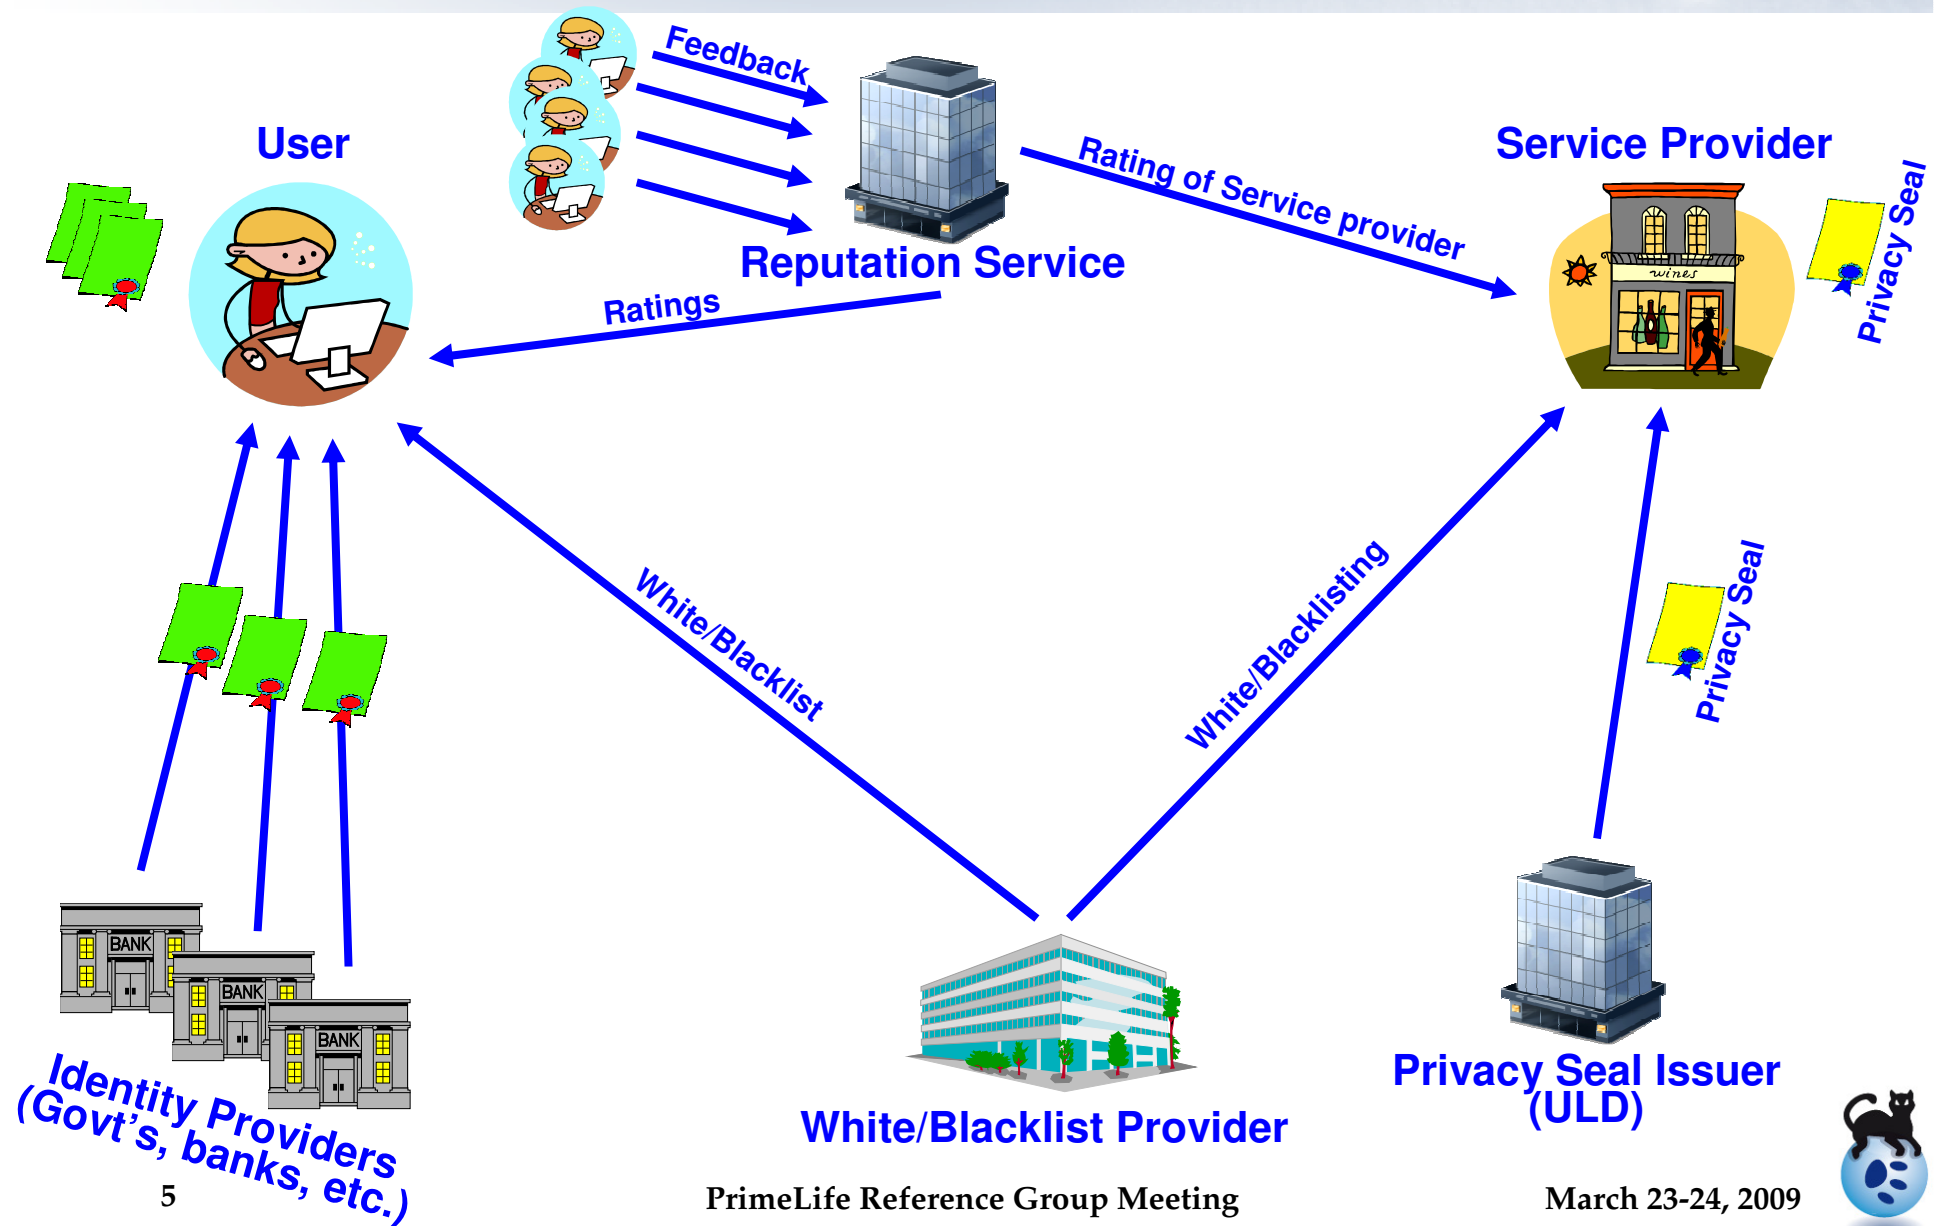 Feedback
User
Service Provider
Rating of Service provider
Privacy Seal
wines
Reputation Service
Ratings
White/Blacklist
White/Blacklisting
Privacy Seal
BANK
BANK
BANK
Identity Providers
(Govt's, banks, etc.)
White/Blacklist Provider
Privacy Seal Issuer
(ULD)
5
PrimeLife Reference Group Meeting
March 23-24, 2009